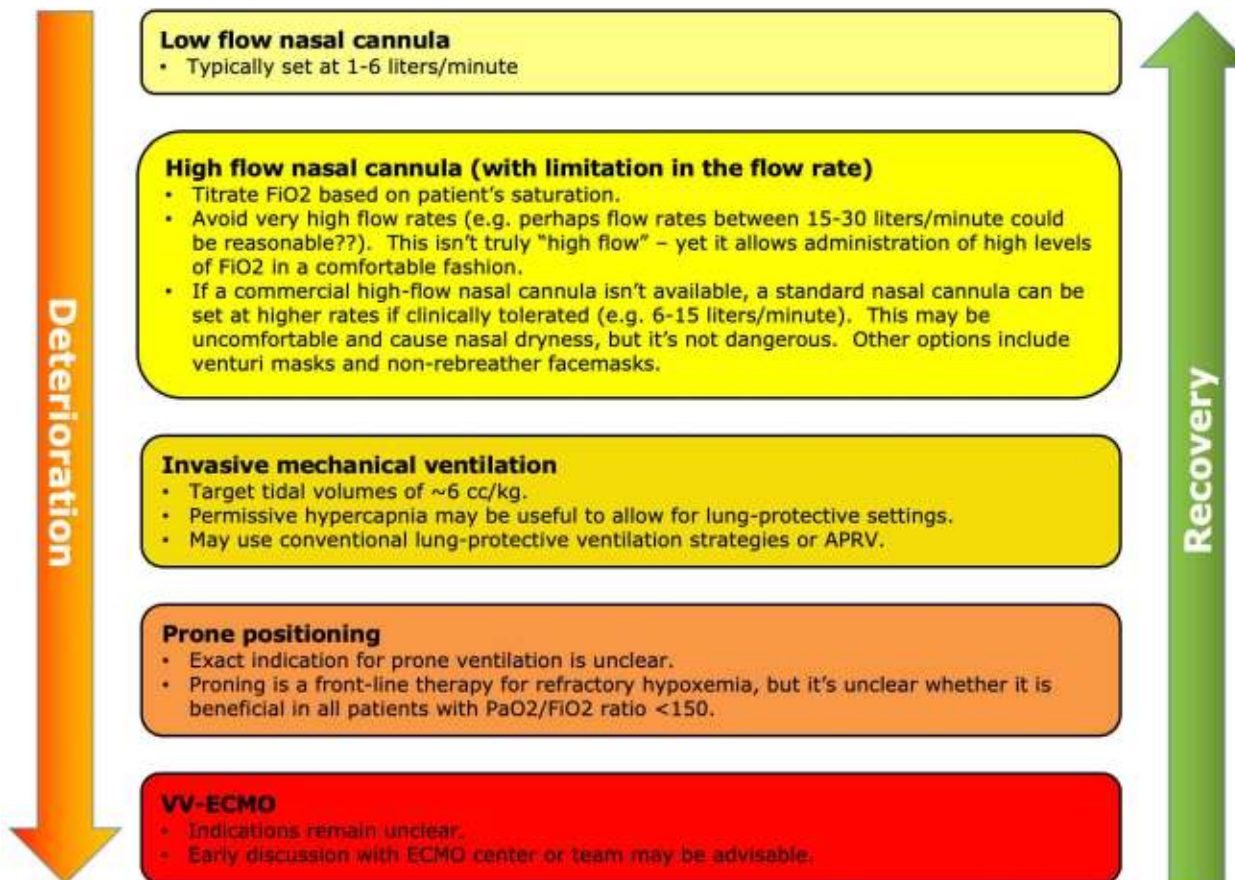 Deterioration
Low flow nasal cannula
• Typically set at 1-6 liters/minute
High flow nasal cannula (with limitation in the flow rate)
• Titrate FiO2 based on patient's saturation.
• Avoid very high flow rates (e.g. perhaps flow rates between 15-30 liters/minute could
be reasonable??). This isn't truly "high flow" – yet it allows administration of high levels
of FiO2 in a comfortable fashion.
• If a commercial high-flow nasal cannula isn't available, a standard nasal cannula can be
set at higher rates if clinically tolerated (e.g. 6-15 liters/minute). This may be
uncomfortable and cause nasal dryness, but it's not dangerous. Other options include
venturi masks and non-rebreather facemasks.
Invasive mechanical ventilation
• Target tidal volumes of ~6 cc/kg.
• Permissive hypercapnia may be useful to allow for lung-protective settings.
• May use conventional lung-protective ventilation strategies or APRV.
Prone positioning
• Exact indication for prone ventilation is unclear.
• Proning is a front-line therapy for refractory hypoxemia, but it's unclear whether it is
beneficial in all patients with PaO2/FiO2 ratio <150.
VV-ECMO
• Indications remain unclear.
• Early discussion with ECMO center or team may be advisable.
Recovery